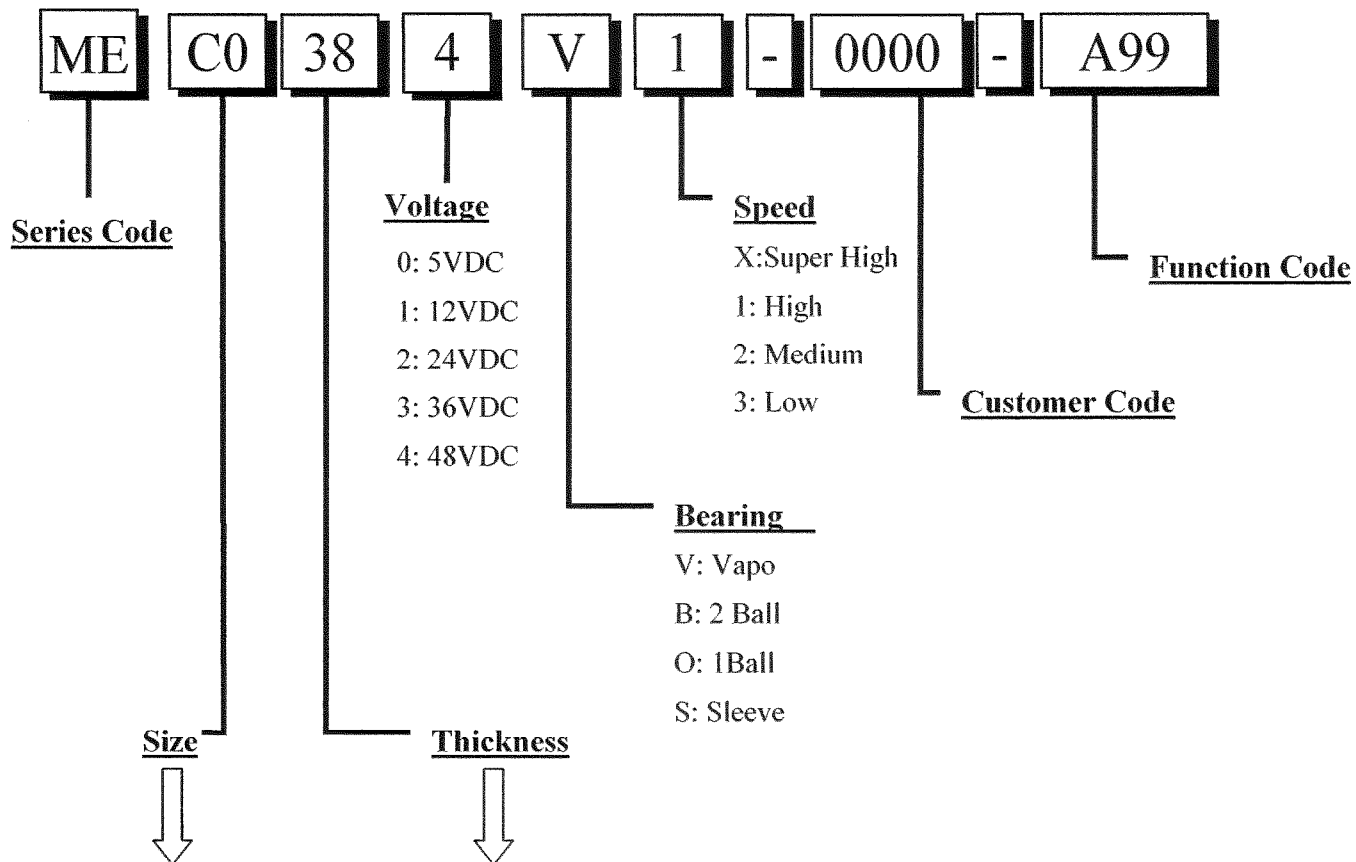 ME C0 38 4 V 1 - 0000 - A99
Series Code
Voltage
0: 5VDC
1: 12VDC
2: 24VDC
3: 36VDC
4: 48VDC
Speed
X:Super High
1: High
2: Medium
3: Low
Function Code
Customer Code
Bearing
V: Vapo
B: 2 Ball
O: 1Ball
S: Sleeve
Size
Thickness